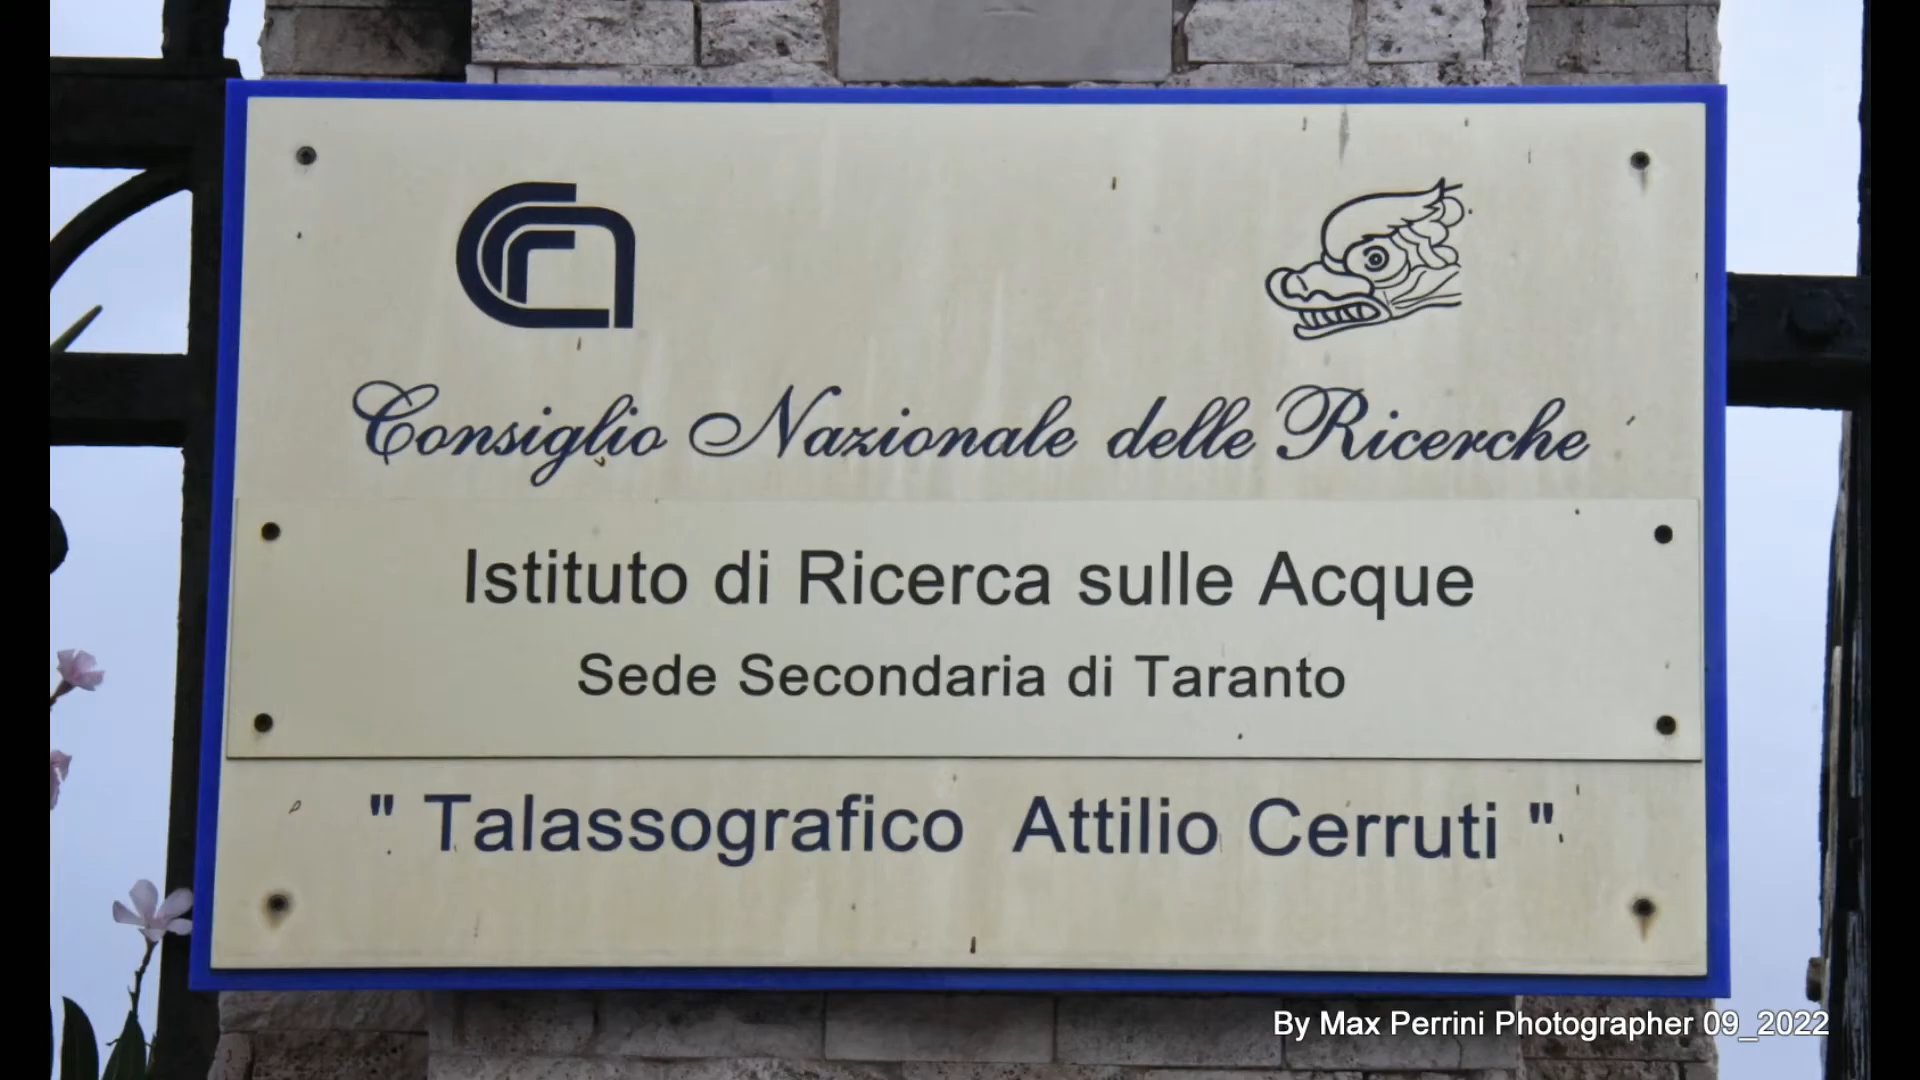 Consiglio Nazionale delle Ricerche
Istituto di Ricerca sulle Acque
Sede Secondaria di Taranto
" Talassografico Attilio Cerruti "
By Max Perrini Photographer 09_2022